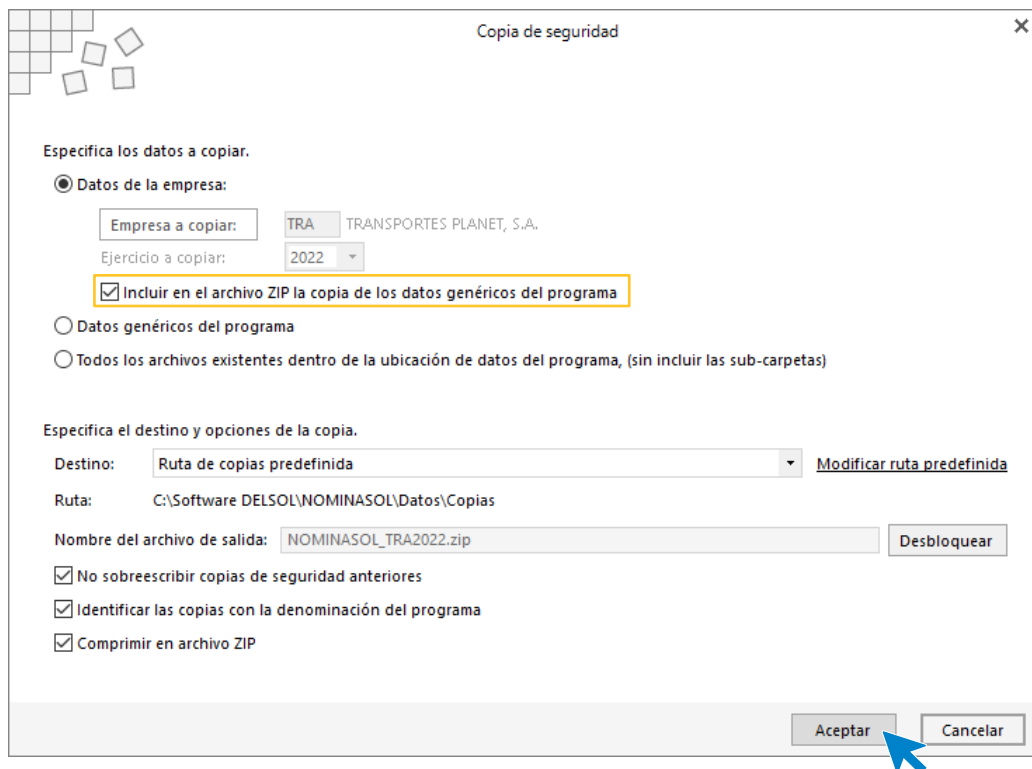 Copia de seguridad
Especifica los datos a copiar.
Datos de la empresa:
Empresa a copiar: TRA TRANSPORTES PLANET, S.A.
Ejercicio a copiar: 2022
Incluir en el archivo ZIP la copia de los datos genéricos del programa
Datos genéricos del programa
Todos los archivos existentes dentro de la ubicación de datos del programa, (sin incluir las sub-carpetas)
Especifica el destino y opciones de la copia.
Destino: Ruta de copias predefinida Modificar ruta predefinida
Ruta: C:\Software DELSOL\NOMINASOL\Datos\Copias
Nombre del archivo de salida: NOMINASOL_TRA2022.zip Desbloquear
No sobreescribir copias de seguridad anteriores
Identificar las copias con la denominación del programa
Comprimir en archivo ZIP
Aceptar Cancelar